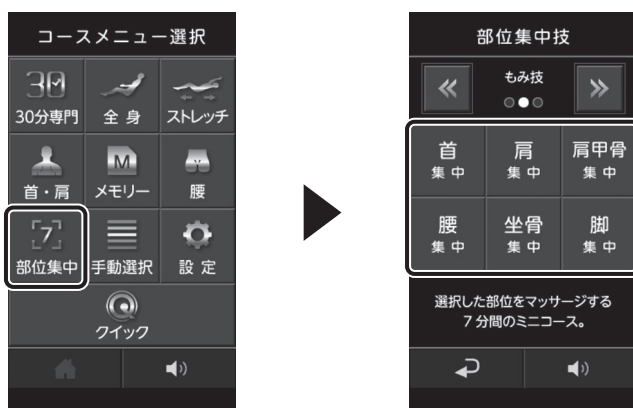 コースメニュー選択
30
30分専門
全 身
ストレッチ
首・肩
M
メモリー
腰
7
部位集中
手動選択
設 定
クイック
部位集中技
もみ技
首
集 中
肩
集 中
肩甲骨
集 中
腰
集 中
坐骨
集 中
脚
集 中
選択した部位をマッサージする
7 分間のミニコース。